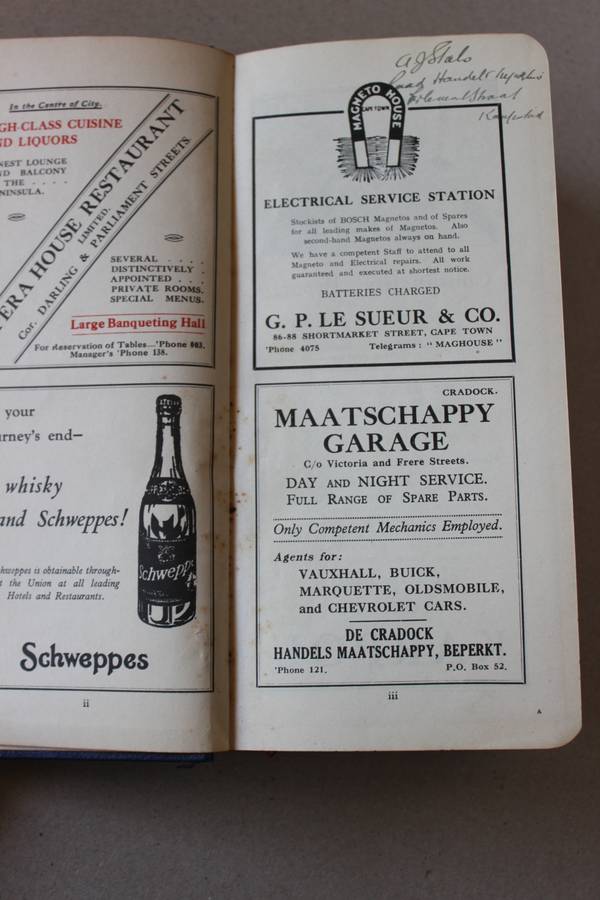 In the Centre of City.
GH-CLASS CUISINE
ND LIQUORS
NEST LOUNGE
ND BALCONY
THE . . . .
NINSULA.
ERA HOUSE RESTAURANT
LIMITED.
Cor. DARLING & PARLIAMENT STREETS.
SEVERAL . . . .
DISTINCTIVELY .
APPOINTED . . .
PRIVATE ROOMS.
SPECIAL MENUS.
Large Banqueting Hall
For Reservation of Tables—'Phone 903.
Manager's 'Phone 138.
your
urney's end—
whisky
and Schweppes!
Schweppes
chweppes is obtainable through-
t the Union at all leading
Hotels and Restaurants.
Schweppes
ii
A J Stals
MAGNETO HOUSE
CAPE TOWN
ELECTRICAL SERVICE STATION
Stockists of BOSCH Magnetos and of Spares
for all leading makes of Magnetos. Also
second-hand Magnetos always on hand.
We have a competent Staff to attend to all
Magneto and Electrical repairs. All work
guaranteed and executed at shortest notice.
BATTERIES CHARGED
G. P. LE SUEUR & CO.
86-88 SHORTMARKET STREET, CAPE TOWN
'Phone 4075 Telegrams: "MAGHOUSE"
CRADOCK.
MAATSCHAPPY
GARAGE
C/o Victoria and Frere Streets.
DAY AND NIGHT SERVICE.
FULL RANGE OF SPARE PARTS.
Only Competent Mechanics Employed.
Agents for:
VAUXHALL, BUICK,
MARQUETTE, OLDSMOBILE,
and CHEVROLET CARS.
DE CRADOCK
HANDELS MAATSCHAPPY, BEPERKT.
'Phone 121. P.O. Box 52.
iii
A